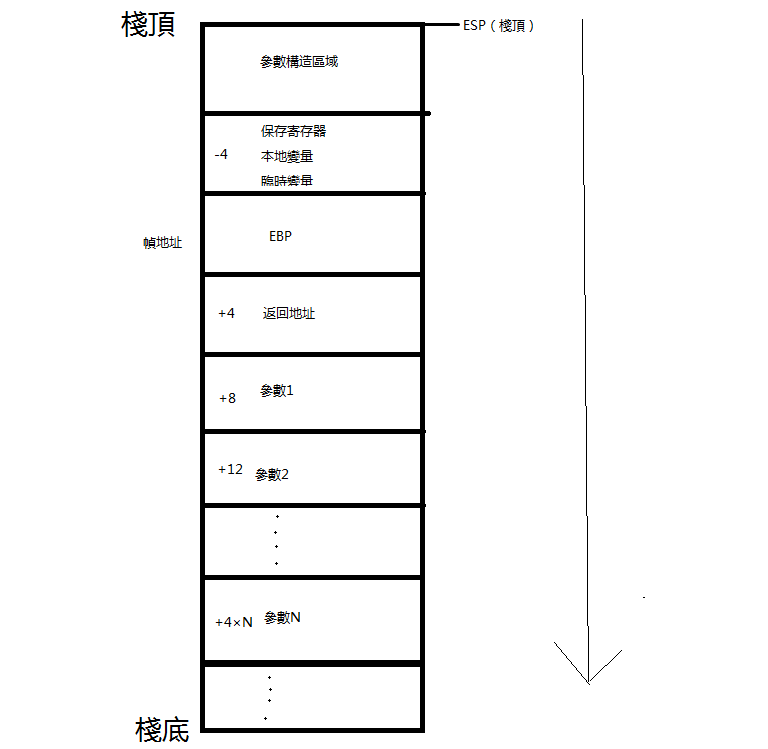 棧頂
ESP（棧頂）
參數構造區域
-4
保存寄存器
本地變量
臨時變量
幀地址
EBP
+4
返回地址
+8
參數1
+12
參數2
+4×N
參數N
棧底